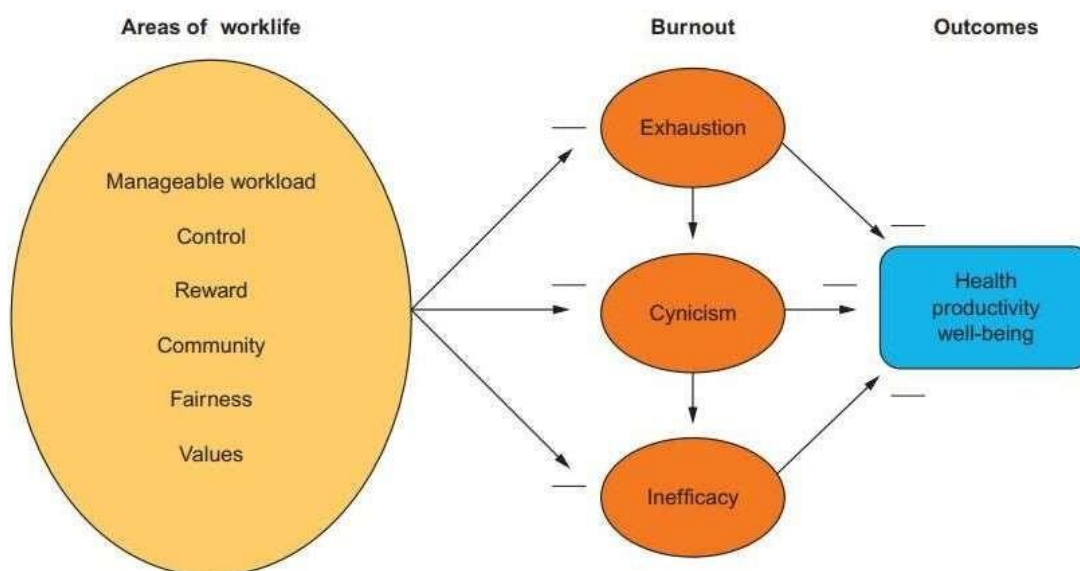 Areas of worklife
Burnout
Outcomes
Manageable workload
Control
Reward
Community
Fairness
Values
Exhaustion
Cynicism
Inefficacy
Health
productivity
well-being